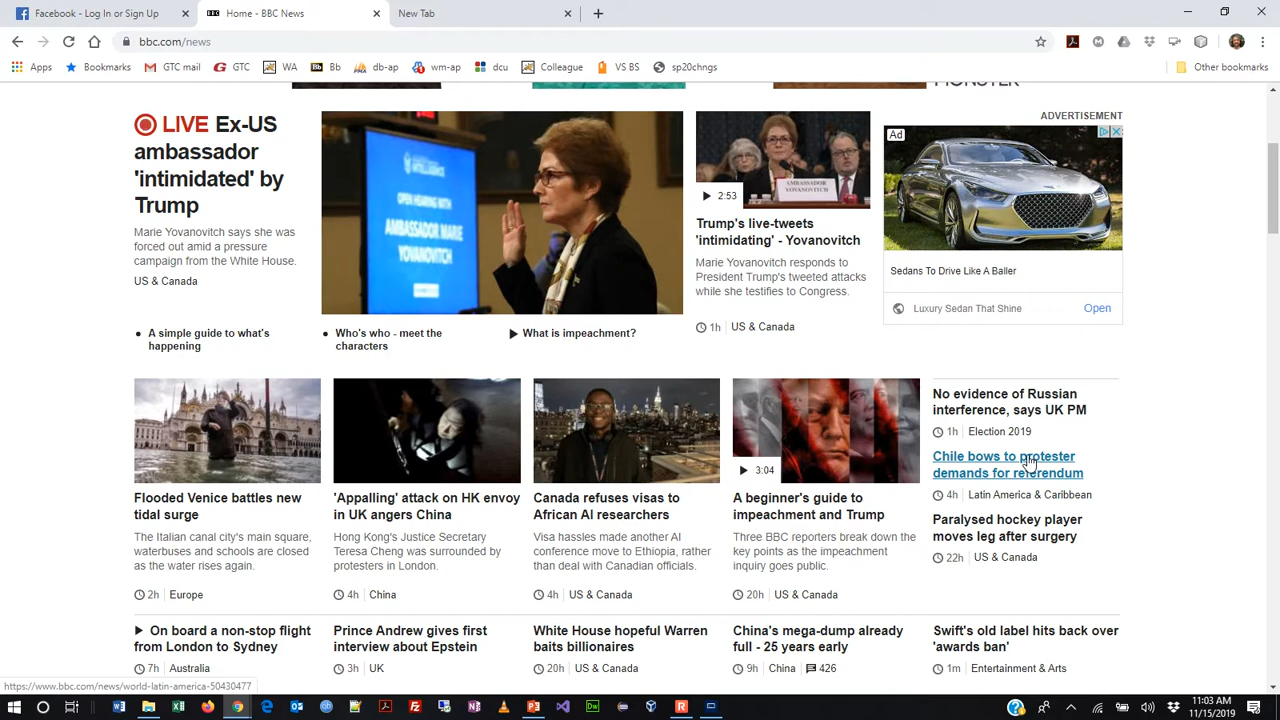 Facebook - Log In or Sign Up
BBC
Home - BBC News
New Tab
bbc.com/news
Apps
Bookmarks
GTC mail
GTC
WA
Bb
db-ap
wm-ap
dcu
Colleague
VS BS
sp20chngs
Other bookmarks
LIVE Ex-US
ambassador
'intimidated' by
Trump
Marie Yovanovitch says she was
forced out amid a pressure
campaign from the White House.
US & Canada
INTELLIGENCE
OPEN HEARING WITH
AMBASSADOR MARIE
YOVANOVITCH
AMBASSADOR
YOVANOVITCH
2:53
Trump's live-tweets
'intimidating' - Yovanovitch
Marie Yovanovitch responds to
President Trump's tweeted attacks
while she testifies to Congress.
1h
US & Canada
ADVERTISEMENT
Ad
Sedans To Drive Like A Baller
Luxury Sedan That Shine
Open
A simple guide to what's
happening
Who's who - meet the
characters
What is impeachment?
Flooded Venice battles new
tidal surge
The Italian canal city's main square,
waterbuses and schools are closed
as the water rises again.
2h
Europe
'Appalling' attack on HK envoy
in UK angers China
Hong Kong's Justice Secretary
Teresa Cheng was surrounded by
protesters in London.
4h
China
Canada refuses visas to
African AI researchers
Visa hassles made another AI
conference move to Ethiopia, rather
than deal with Canadian officials.
4h
US & Canada
3:04
A beginner's guide to
impeachment and Trump
Three BBC reporters break down the
key points as the impeachment
inquiry goes public.
20h
US & Canada
No evidence of Russian
interference, says UK PM
1h
Election 2019
Chile bows to protester
demands for referendum
4h
Latin America & Caribbean
Paralysed hockey player
moves leg after surgery
22h
US & Canada
On board a non-stop flight
from London to Sydney
7h
Australia
Prince Andrew gives first
interview about Epstein
3h
UK
White House hopeful Warren
baits billionaires
20h
US & Canada
China's mega-dump already
full - 25 years early
9h
China
426
Swift's old label hits back over
'awards ban'
1m
Entertainment & Arts
https://www.bbc.com/news/world-latin-america-50430477
11:03 AM
11/15/2019